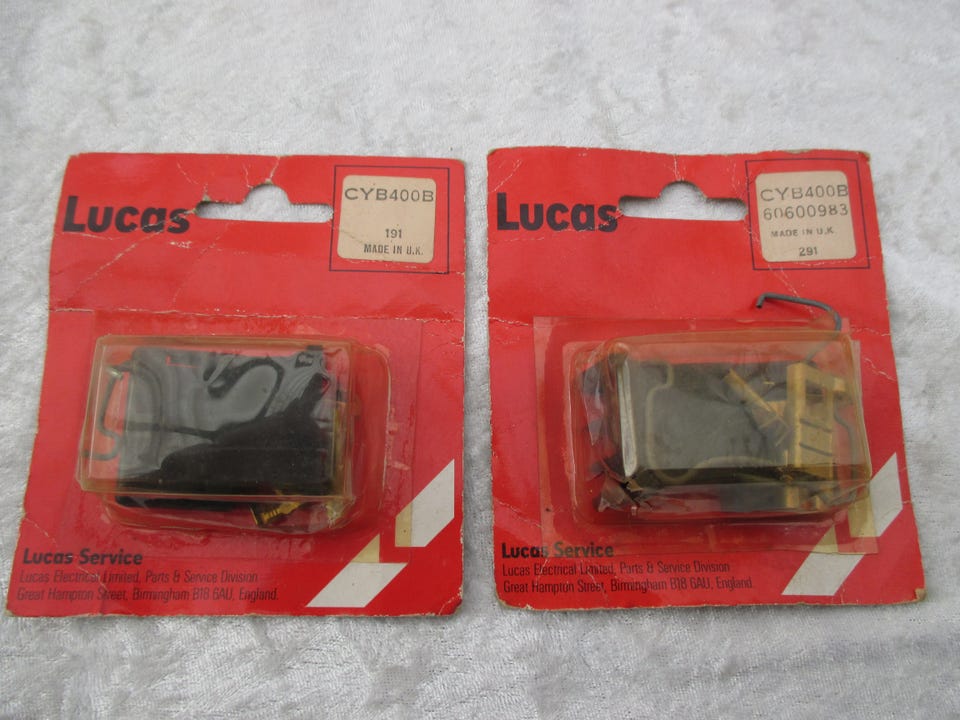 Lucas
CYB400B
191
MADE IN U.K.
Lucas Service
Lucas Electrical Limited, Parts & Service Division
Great Hampton Street, Birmingham B18 6AU, England.
Lucas
CYB400B
60600983
MADE IN U.K.
291
Lucas Service
Lucas Electrical Limited, Parts & Service Division
Great Hampton Street, Birmingham B18 6AU, England.